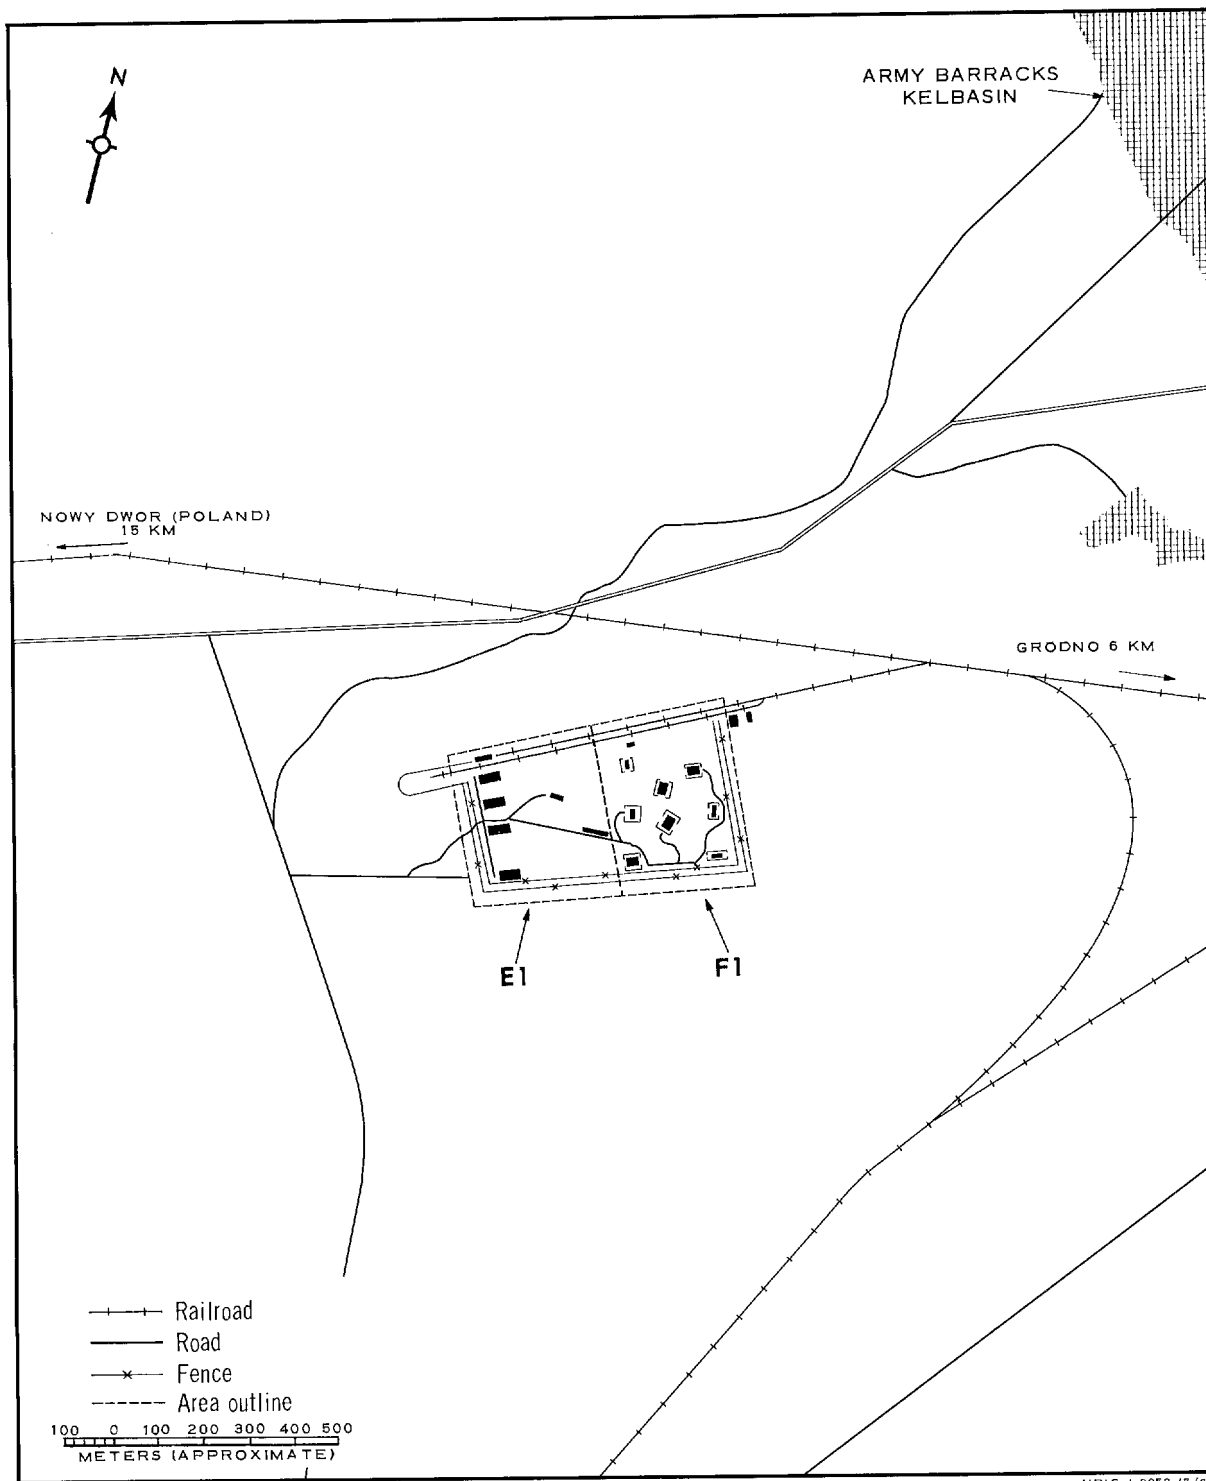 N
ARMY BARRACKS
KELBASIN
NOWY DWOR (POLAND)
15 KM
GRODNO 6 KM
E1
F1
Railroad
Road
Fence
Area outline
100 0 100 200 300 400 500
METERS (APPROXIMATE)